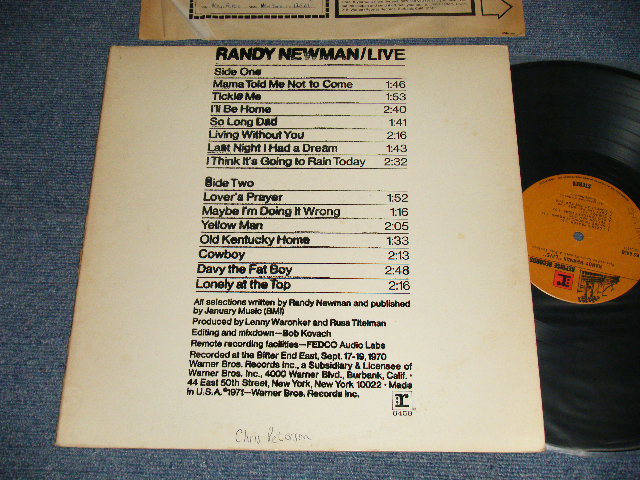 RANDY NEWMAN/LIVE
Side One
Mama Told Me Not to Come 1:46
Tickle Me 1:53
I'll Be Home 2:40
So Long Dad 1:41
Living Without You 2:16
Last Night I Had a Dream 1:43
I Think It's Going to Rain Today 2:32
Side Two
Lover's Prayer 1:52
Maybe I'm Doing It Wrong 1:16
Yellow Man 2:05
Old Kentucky Home 1:33
Cowboy 2:13
Davy the Fat Boy 2:48
Lonely at the Top 2:16
All selections written by Randy Newman and published
by January Music (BMI)
Produced by Lenny Waronker and Russ Titelman
Editing and mixdown—Bob Kovach
Remote recording facilities—FEDCO Audio Labs
Recorded at the Bitter End East, Sept. 17-19, 1970
Warner Bros. Records Inc., a Subsidiary & Licensee of
Warner Bros. Inc., 4000 Warner Blvd., Burbank, Calif. •
44 East 50th Street, New York, New York 10022 • Made
in U.S.A. ©1971—Warner Bros. Records Inc.
r
6459
Chris Peterson
REPRISE RECORDS
STEREO